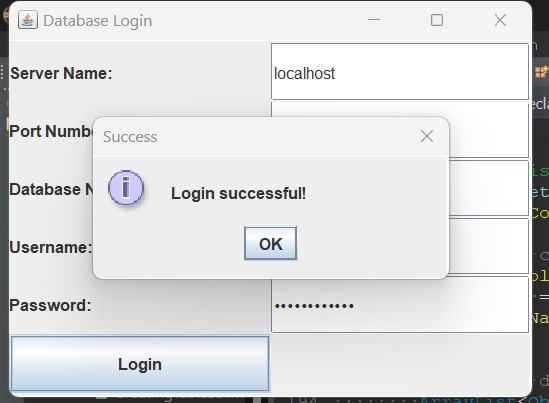 Database Login
Server Name:
localhost
Port Numb
Success
Login successful!
OK
Database N
Username:
Password:
Login